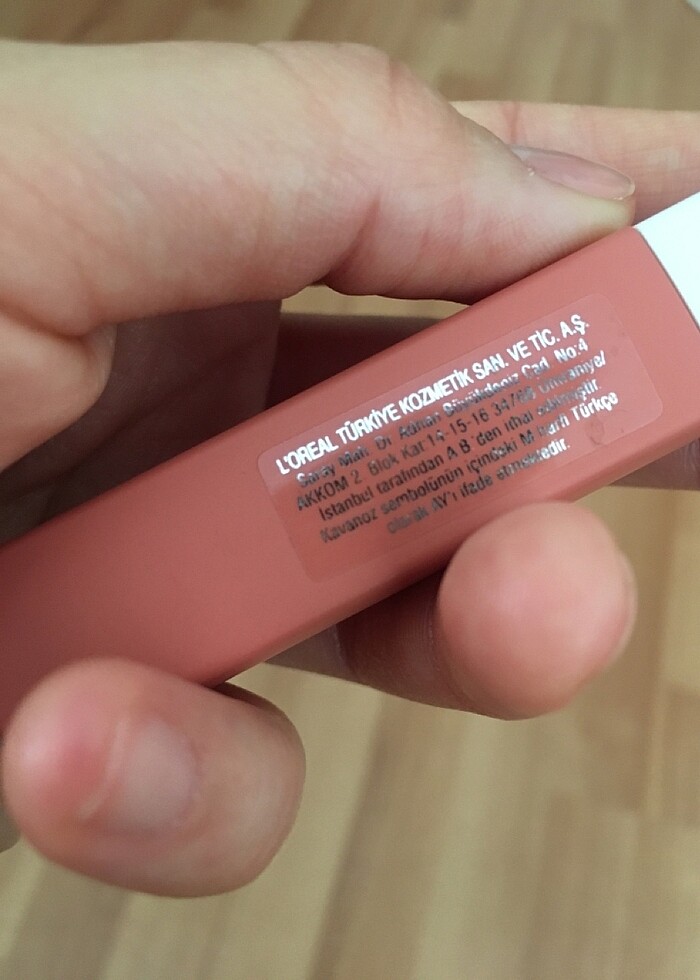 L'OREAL TÜRKİYE KOZMETİK SAN. VE TİC. A.Ş.
Saray Mah. Dr. Adnan Büyükdeniz Cad. No:4
AKKOM 2. Blok Kat:14-15-16 34768 Ümraniye/
İstanbul tarafından A.B'den ithal edilmiştir.
Kavanoz sembolünün içindeki M harfi Türkçe
olarak AY'ı ifade etmektedir.